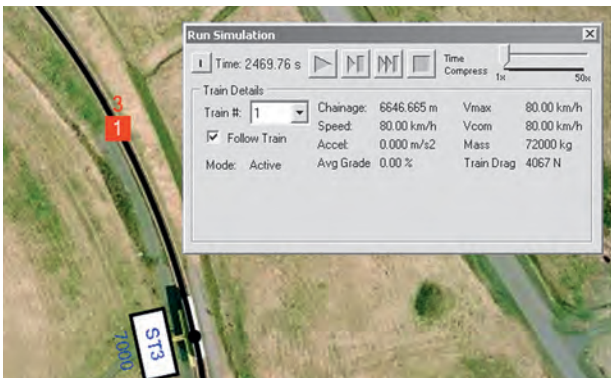 Run Simulation
I Time: 2469.76 s
Time Compress 1x 50x
Train Details
Train #: 1
Chainage: 6646.665 m Vmax 80.00 km/h
Follow Train
Speed: 80.00 km/h Vcom 80.00 km/h
Accel: 0.000 m/s2 Mass 72000 kg
Mode: Active
Avg Grade 0.00 % Train Drag 4067 N
3
1
ST3
7000